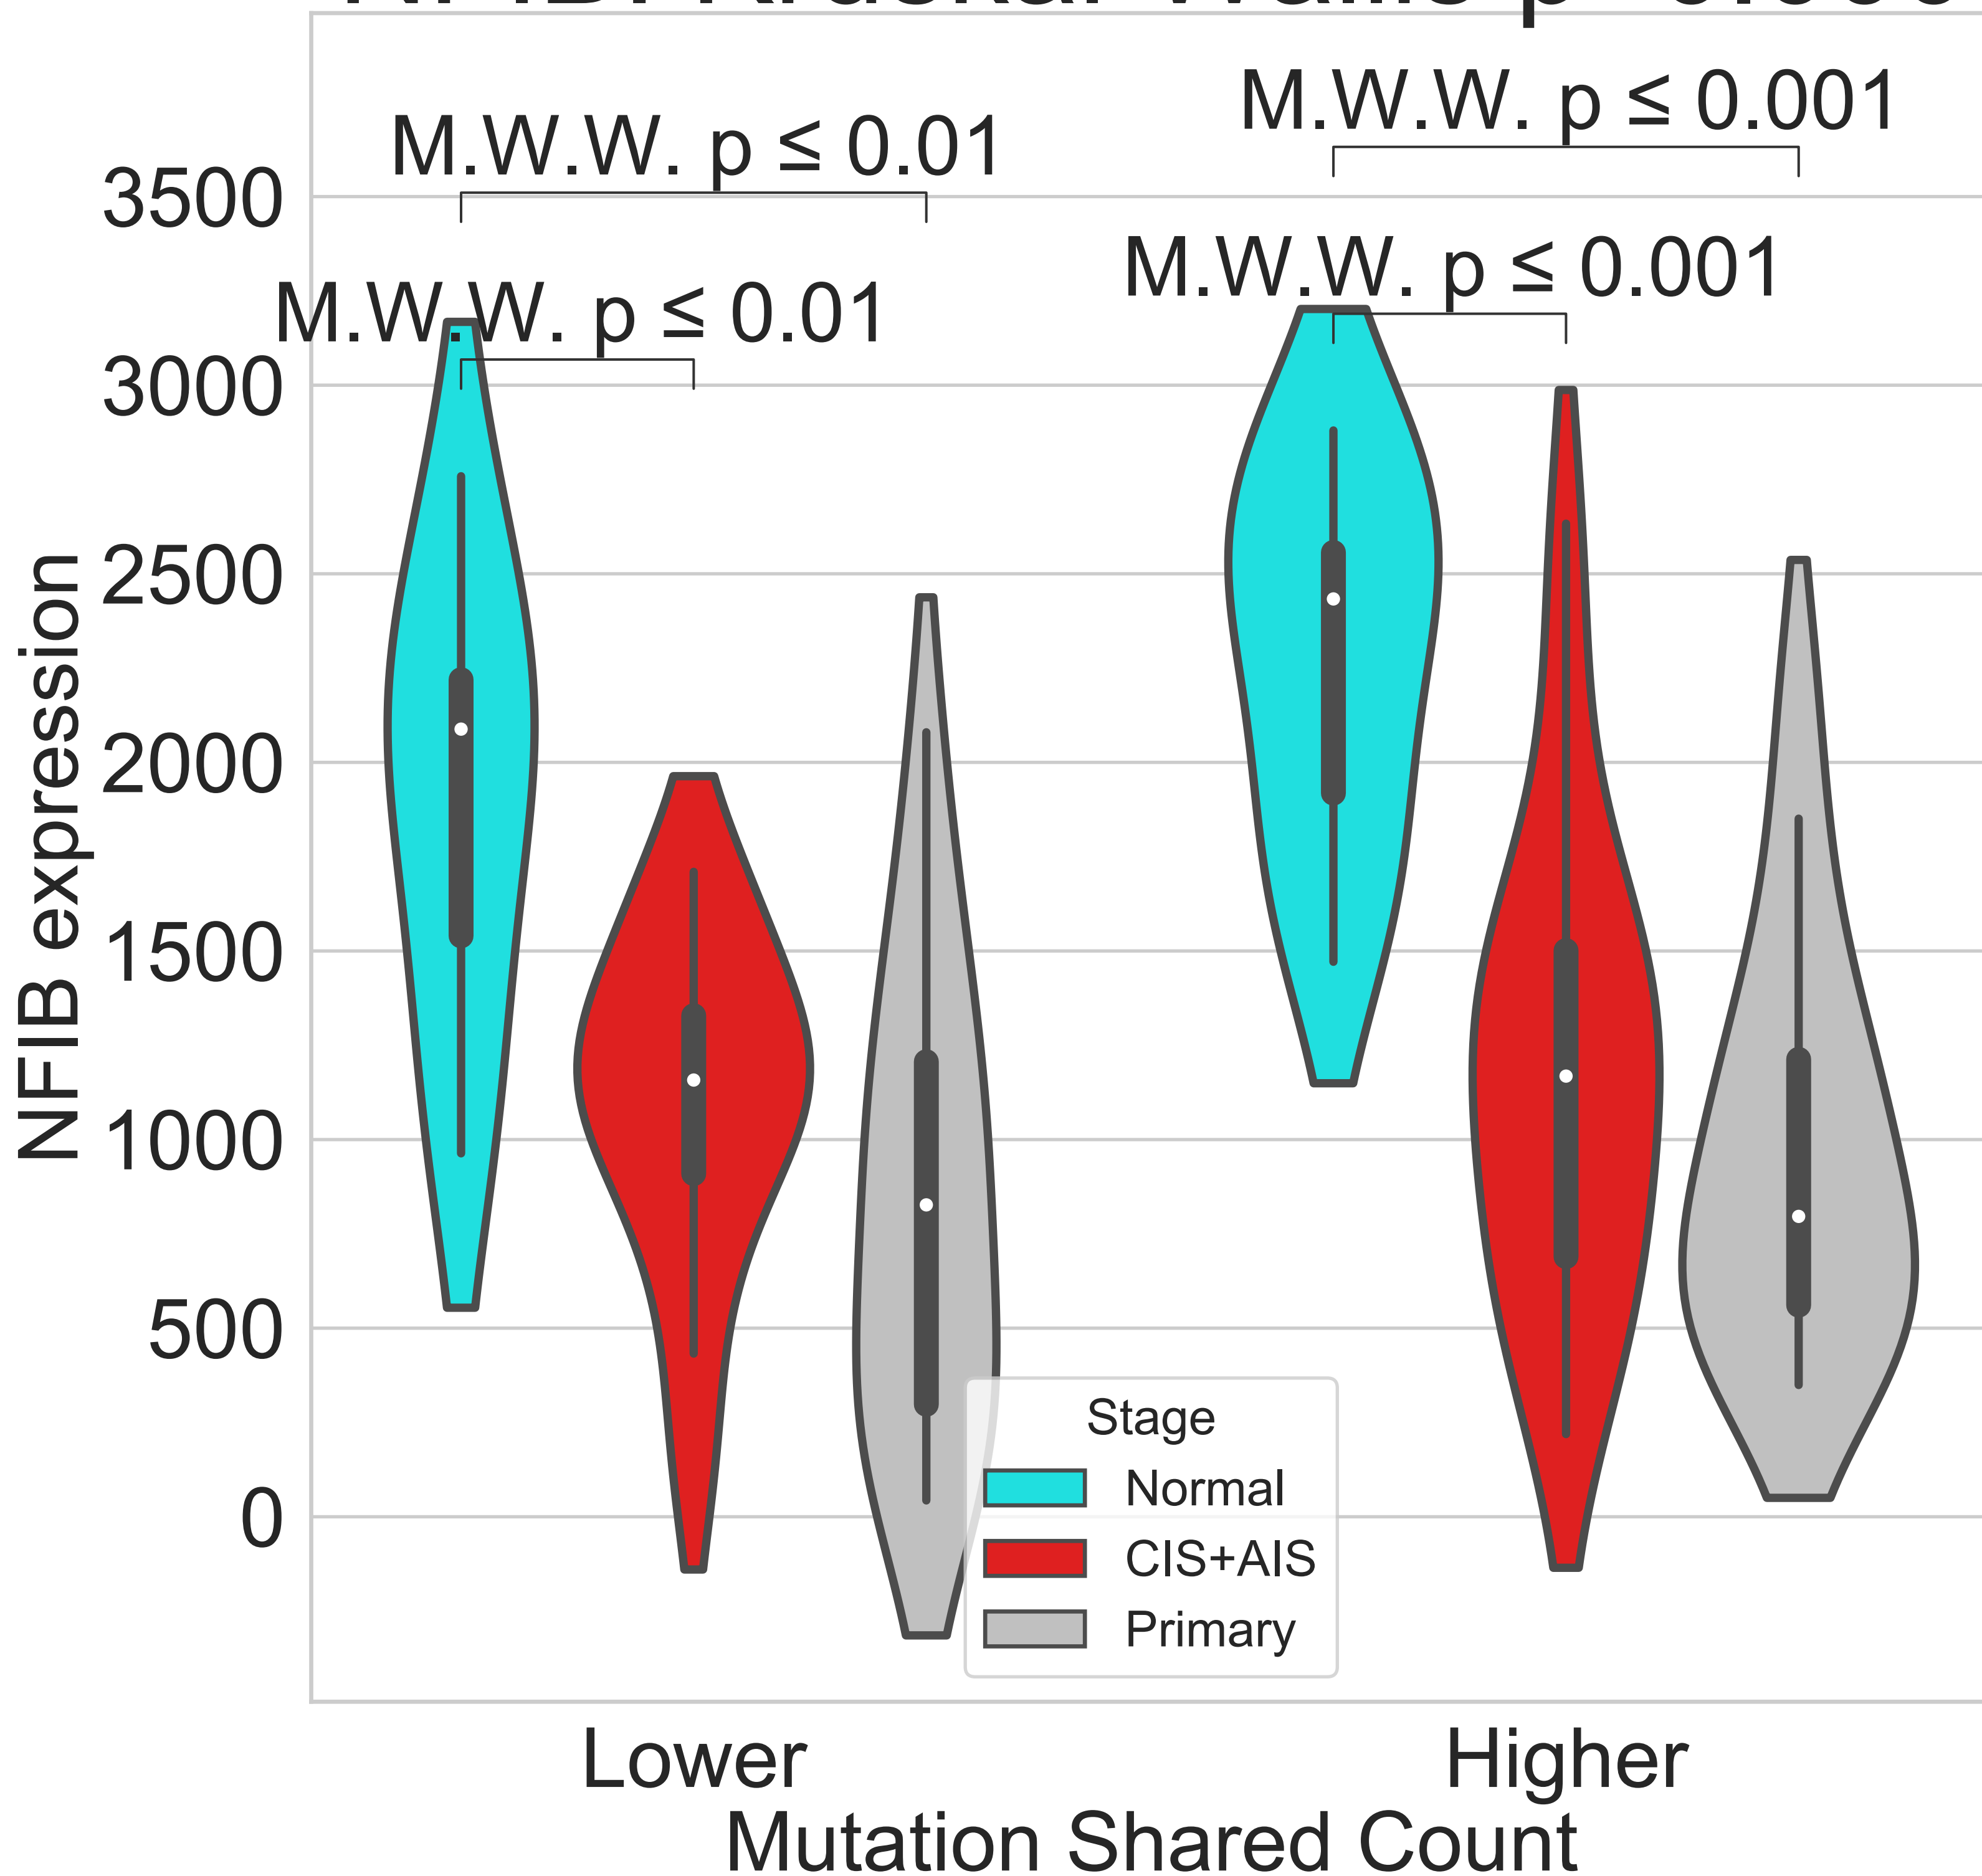 M.W.W. p ≤ 0.001
M.W.W. p ≤ 0.01
3500
M.W.W. p ≤ 0.001
M.W.W. p ≤ 0.01
3000
2500
2000
1500
1000
500
0
NFIB expression
Stage
Normal
CIS+AIS
Primary
Lower
Higher
Mutation Shared Count